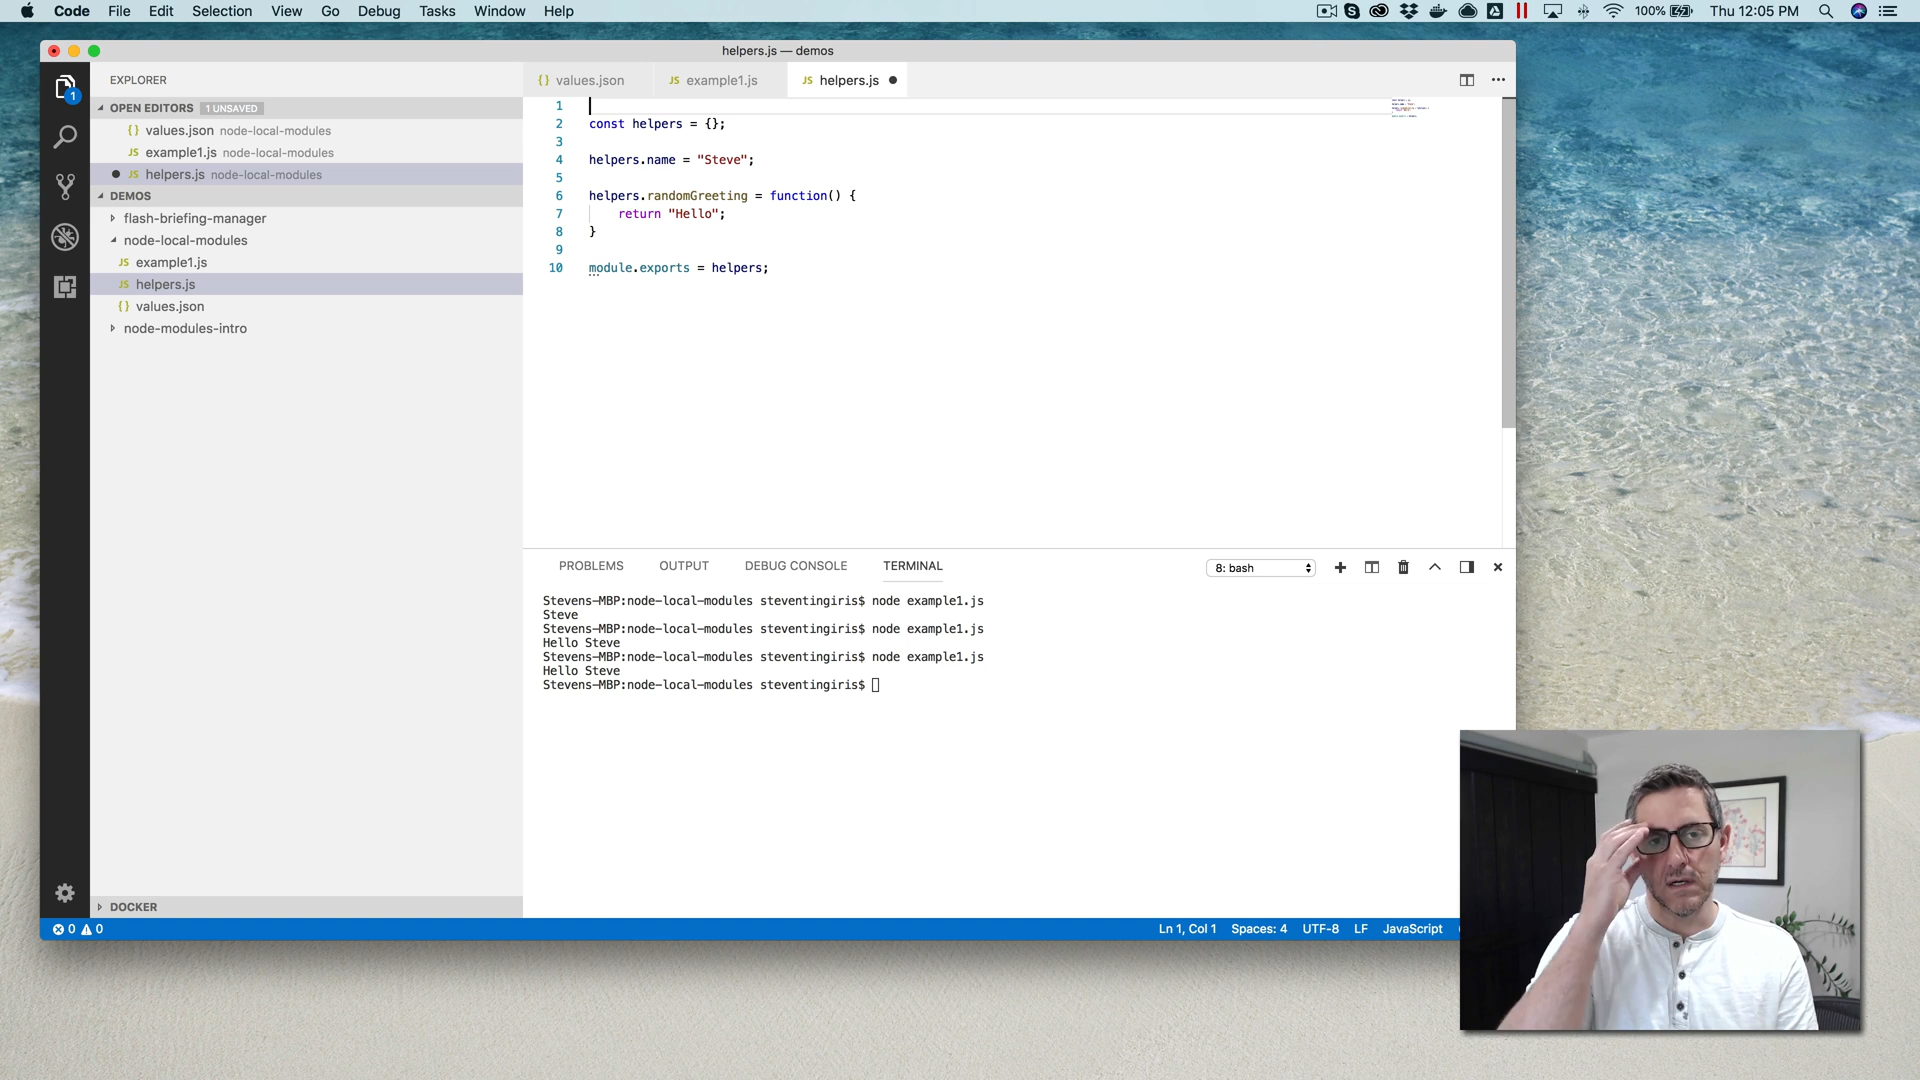 Code File Edit Selection View Go Debug Tasks Window Help 100% Thu 12:05 PM
helpers.js — demos
EXPLORER
OPEN EDITORS 1 UNSAVED
{} values.json node-local-modules
JS example1.js node-local-modules
JS helpers.js node-local-modules
DEMOS
flash-briefing-manager
node-local-modules
JS example1.js
JS helpers.js
{} values.json
node-modules-intro
DOCKER
1
{} values.json JS example1.js JS helpers.js
1
2 const helpers = {};
3
4 helpers.name = "Steve";
5
6 helpers.randomGreeting = function() {
7 return "Hello";
8 }
9
10 module.exports = helpers;
PROBLEMS OUTPUT DEBUG CONSOLE TERMINAL 8: bash
Stevens-MBP:node-local-modules steventingiris$ node example1.js
Steve
Stevens-MBP:node-local-modules steventingiris$ node example1.js
Hello Steve
Stevens-MBP:node-local-modules steventingiris$ node example1.js
Hello Steve
Stevens-MBP:node-local-modules steventingiris$
0 0 Ln 1, Col 1 Spaces: 4 UTF-8 LF JavaScript